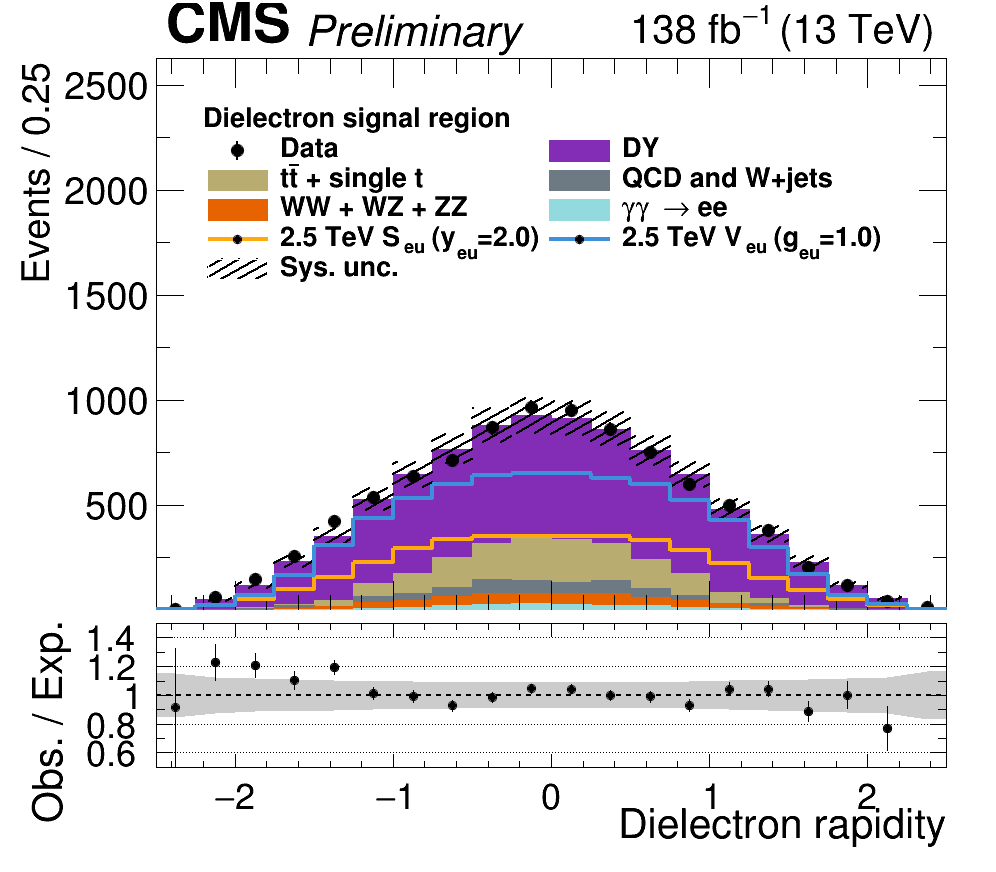 CMS Preliminary 138 fb⁻¹ (13 TeV)
Events / 0.25
2500
2000
1500
1000
500
Dielectron signal region
Data
DY
tt̄ + single t
QCD and W+jets
WW + WZ + ZZ
γγ → ee
2.5 TeV S_eu (y_eu=2.0)
2.5 TeV V_eu (g_eu=1.0)
Sys. unc.
Obs. / Exp.
1.4
1.2
1
0.8
0.6
−2 −1 0 1 2
Dielectron rapidity